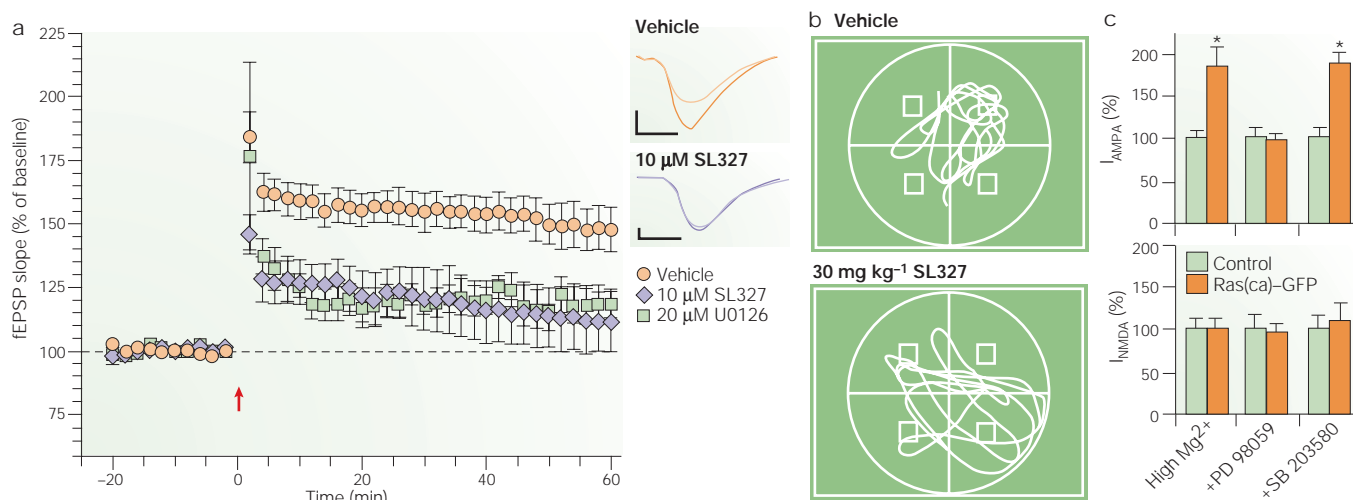 a
225
200
175
150
125
100
75
fEPSP slope (% of baseline)
–20
0
20
40
60
Time (min)
Vehicle
10 µM SL327
Vehicle
10 µM SL327
20 µM U0126
b Vehicle
30 mg kg⁻¹ SL327
c
200
150
100
50
0
I_AMPA (%)
* *
200
150
100
50
0
I_NMDA (%)
Control
Ras(ca)–GFP
High Mg²⁺
+PD 98059
+SB 203580